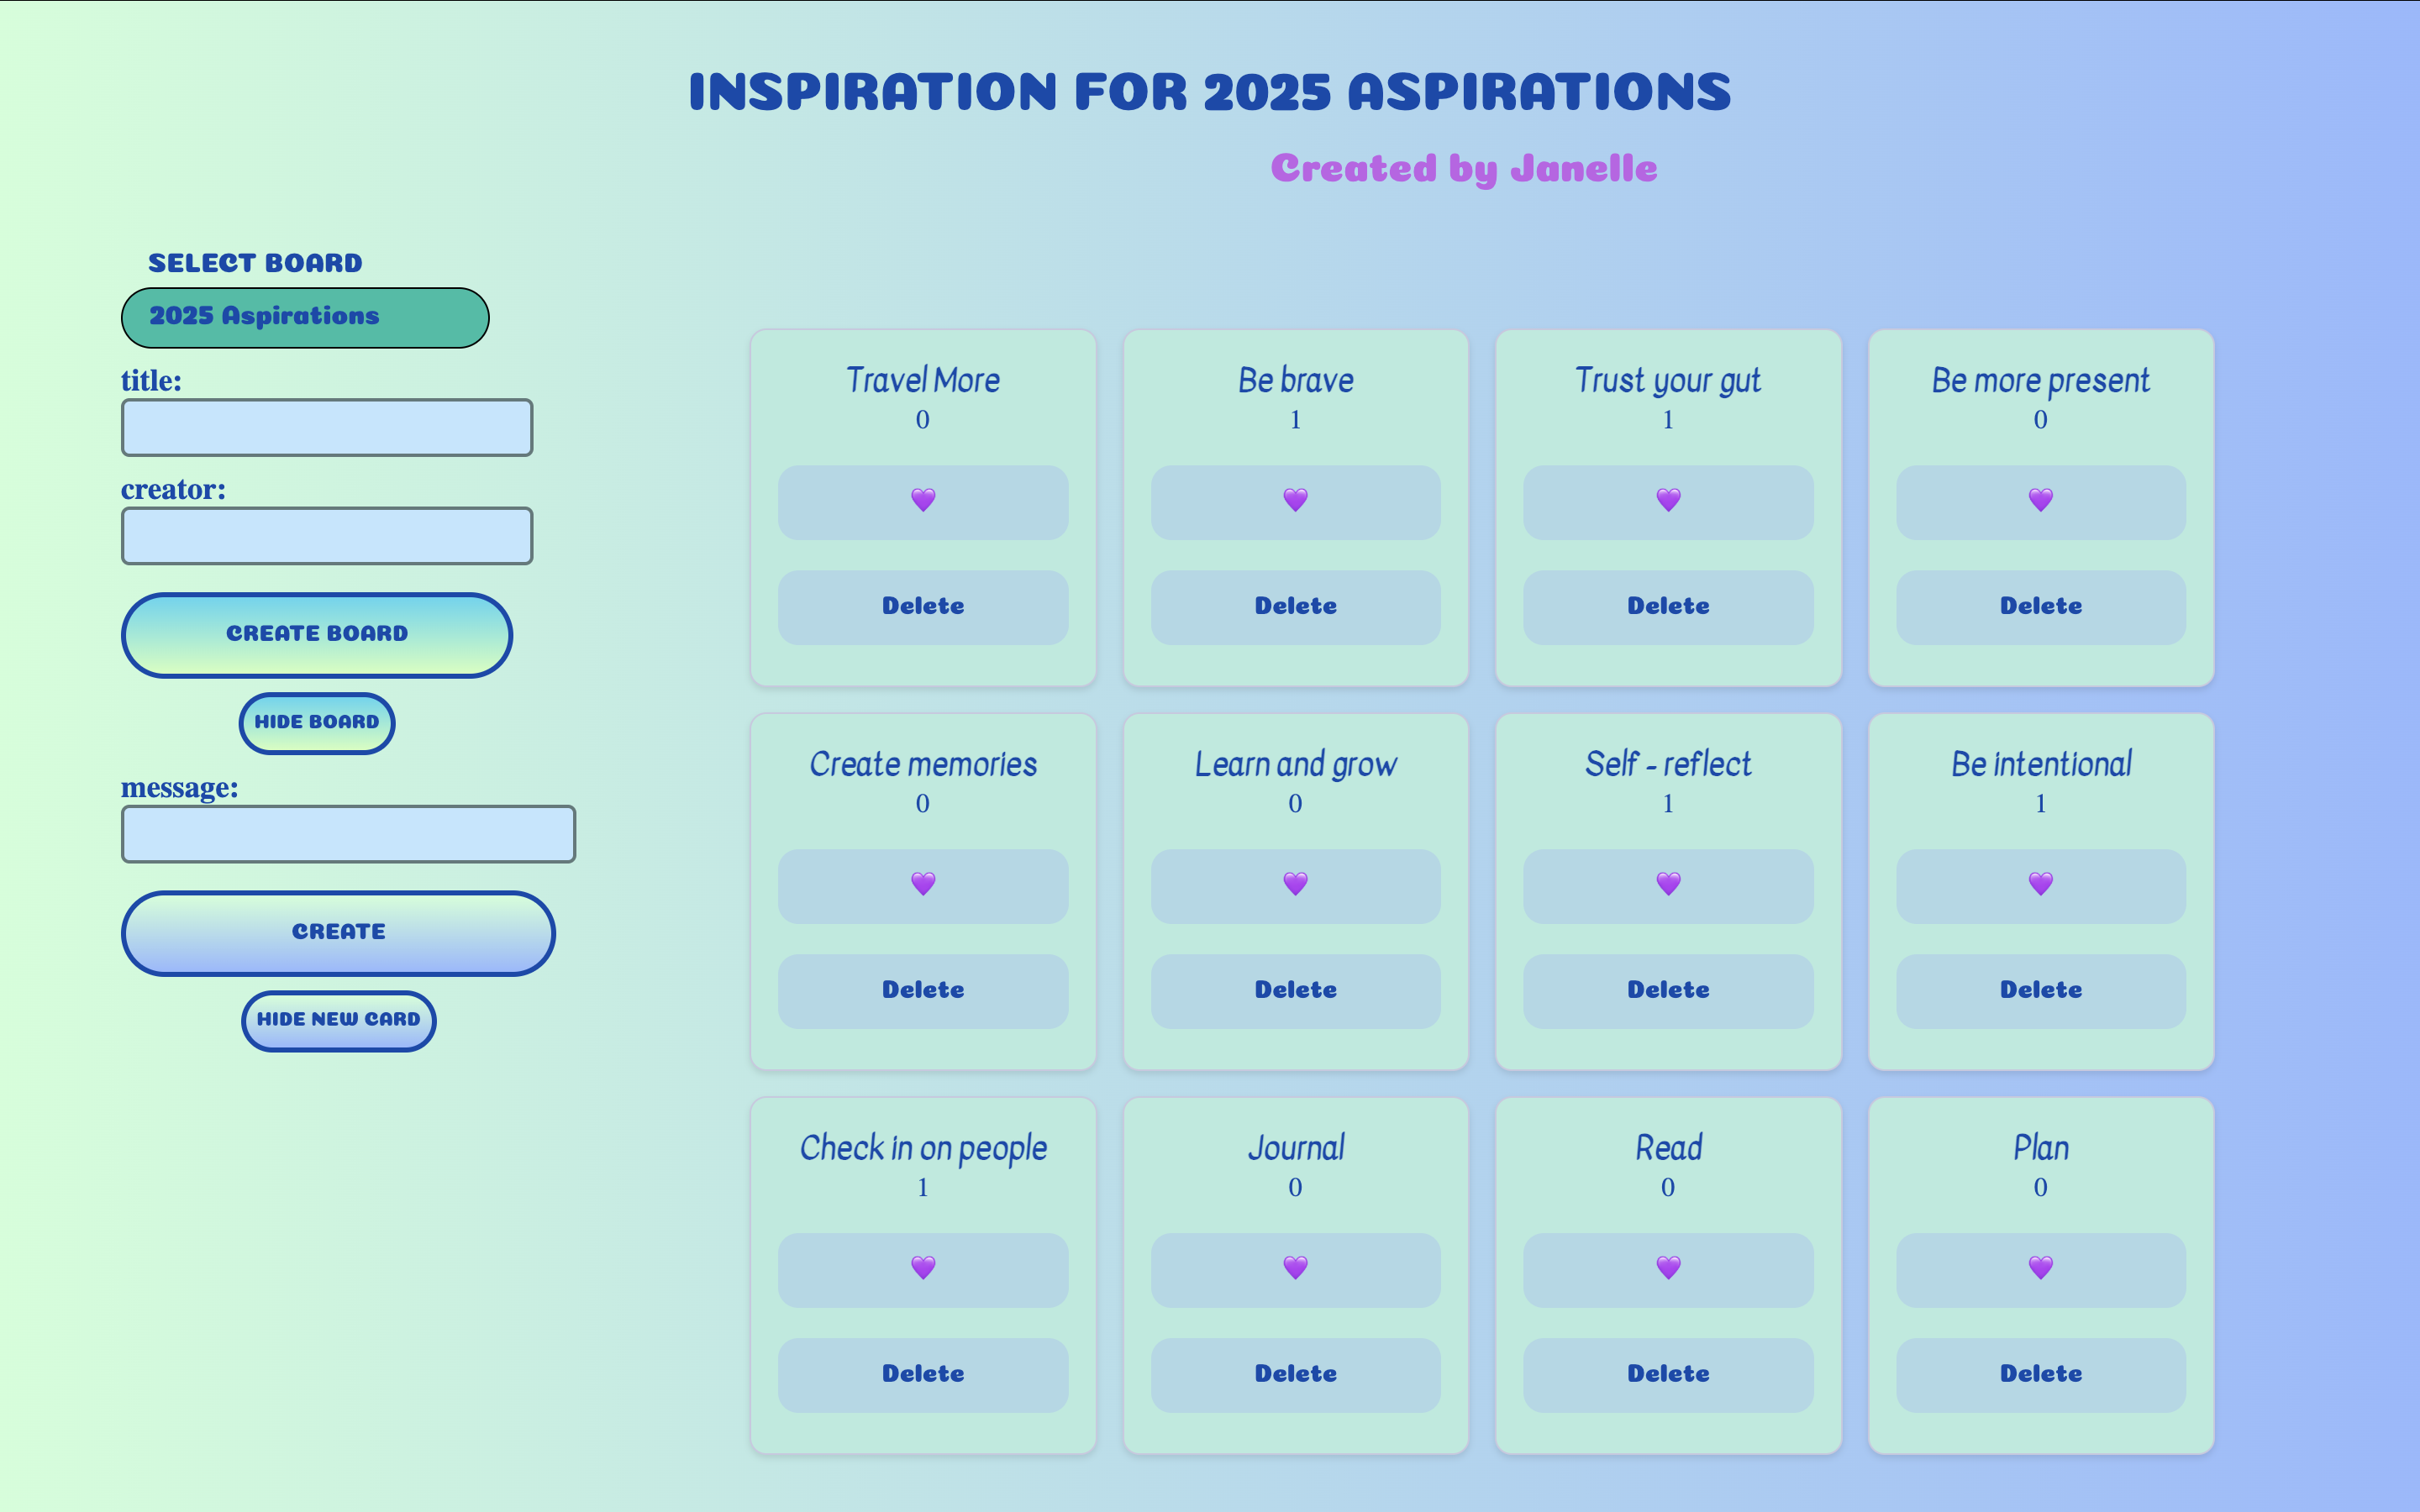 INSPIRATION FOR 2025 ASPIRATIONS
Created by Janelle
SELECT BOARD
2025 Aspirations
title:
creator:
CREATE BOARD
HIDE BOARD
message:
CREATE
HIDE NEW CARD
Travel More
0
💜
Delete
Be brave
1
💜
Delete
Trust your gut
1
💜
Delete
Be more present
0
💜
Delete
Create memories
0
💜
Delete
Learn and grow
0
💜
Delete
Self - reflect
1
💜
Delete
Be intentional
1
💜
Delete
Check in on people
1
💜
Delete
Journal
0
💜
Delete
Read
0
💜
Delete
Plan
0
💜
Delete